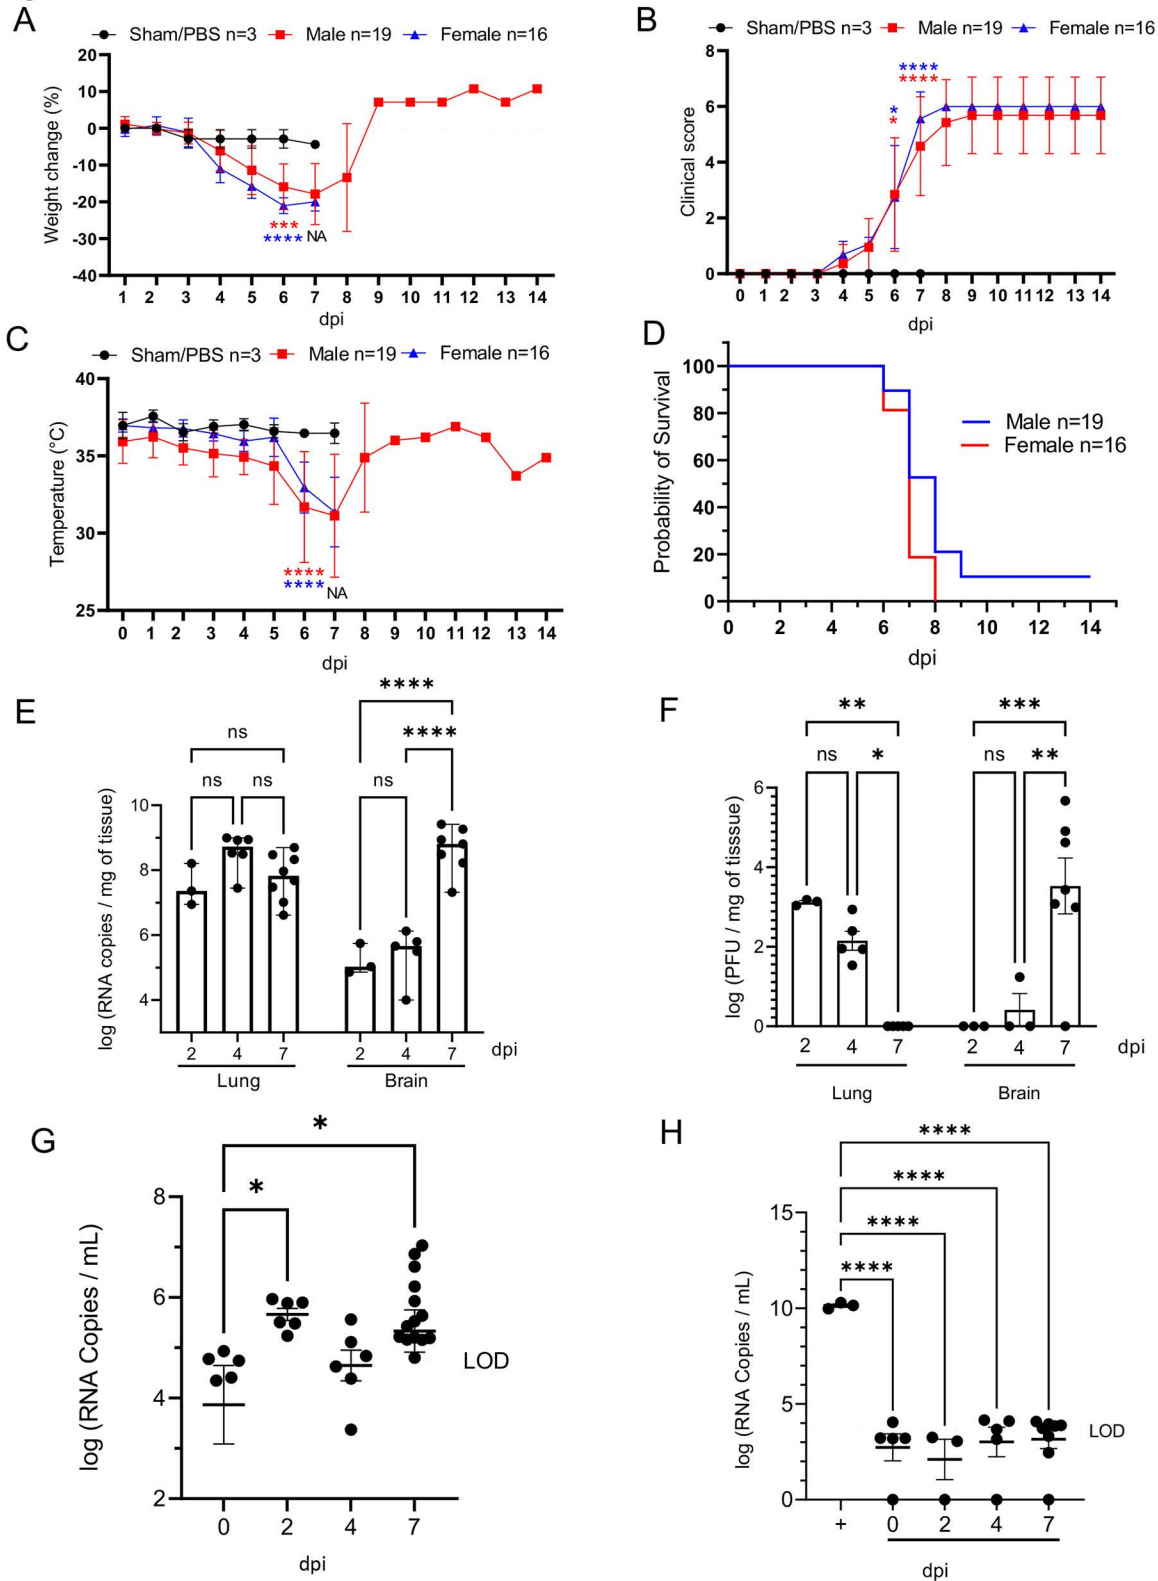 A
Sham/PBS n=3 Male n=19 Female n=16
Weight change (%)
20
10
0
-10
-20
-30
-40
***
**** NA
1 2 3 4 5 6 7 8 9 10 11 12 13 14
dpi
B
Sham/PBS n=3 Male n=19 Female n=16
Clinical score
8
6
4
2
0
****
****
*
*
0 1 2 3 4 5 6 7 8 9 10 11 12 13 14
dpi
C
Sham/PBS n=3 Male n=19 Female n=16
Temperature (°C)
40
35
30
25
****
**** NA
0 1 2 3 4 5 6 7 8 9 10 11 12 13 14
dpi
D
Probability of Survival
100
80
60
40
20
0
Male n=19
Female n=16
0 2 4 6 8 10 12 14
dpi
E
log (RNA copies / mg of tissue)
10
8
6
4
ns
ns ns
****
****
ns
2 4 7 2 4 7 dpi
Lung Brain
F
log (PFU / mg of tisssue)
6
4
2
0
**
ns *
***
ns **
2 4 7 2 4 7 dpi
Lung Brain
G
log (RNA Copies / mL)
8
6
4
2
*
*
LOD
0 2 4 7
dpi
H
log (RNA Copies / mL)
15
10
5
0
****
****
****
****
LOD
+ 0 2 4 7
dpi